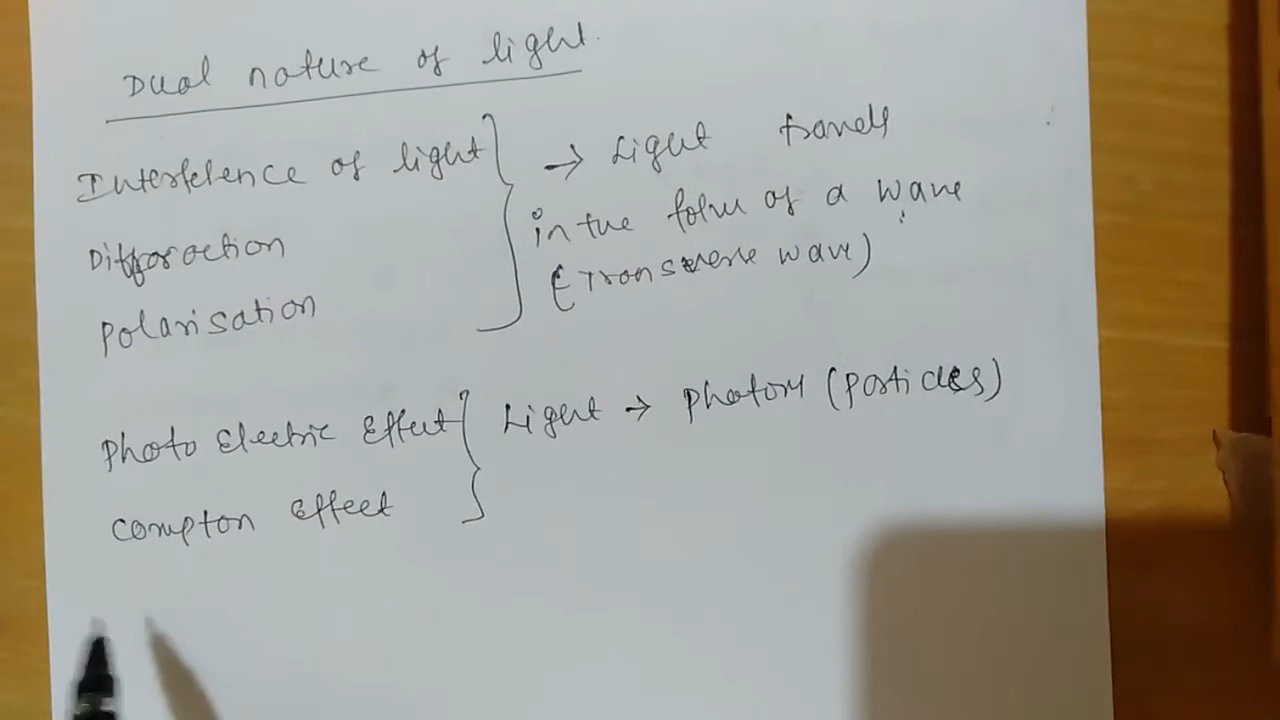 Dual nature of light.
Interference of light } → Light travels
in the form of a wave
Diffraction
(Transverse wave)
Polarisation
Photo Electric Effect } Light → Photons (Particles)
Compton Effect